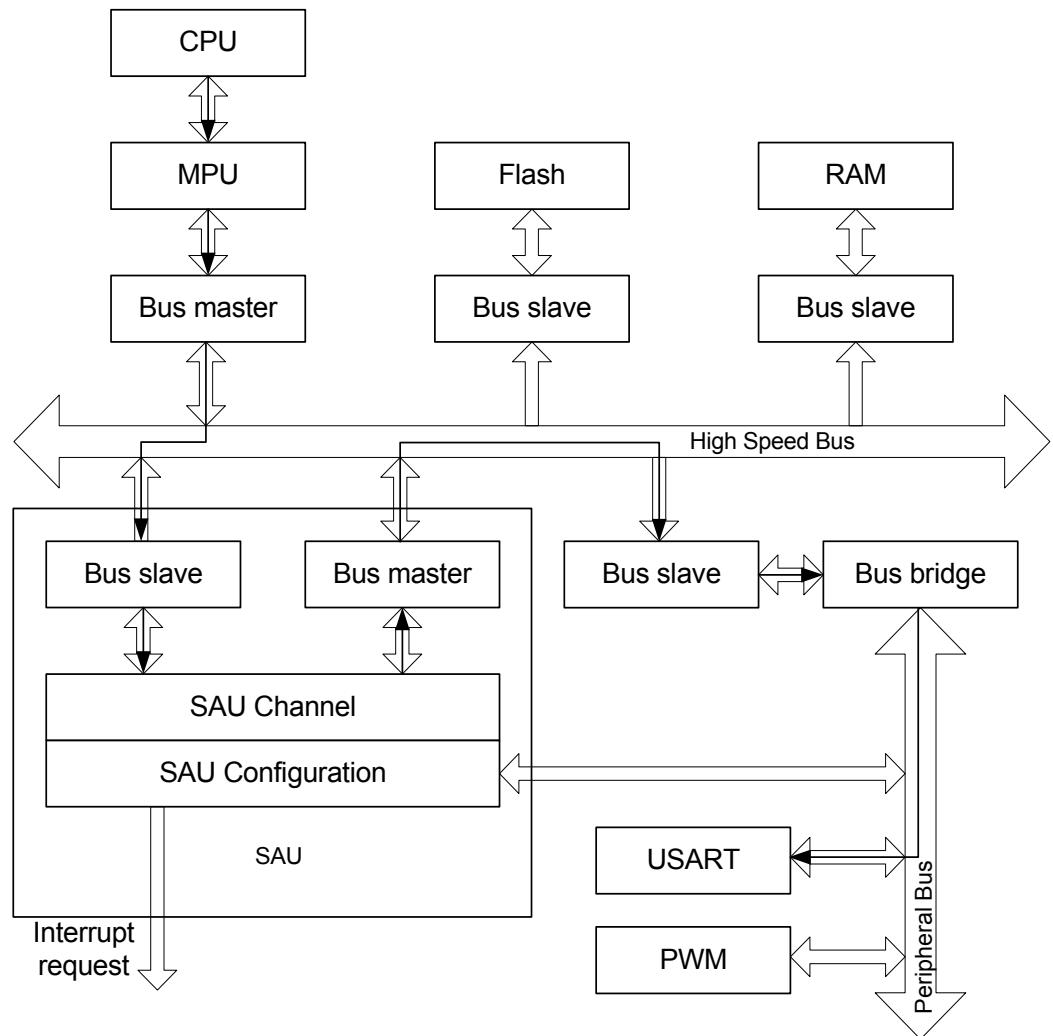 CPU
MPU
Flash
RAM
Bus master
Bus slave
Bus slave
High Speed Bus
Bus slave
Bus master
Bus slave
Bus bridge
SAU Channel
SAU Configuration
SAU
USART
PWM
Peripheral Bus
Interrupt
request